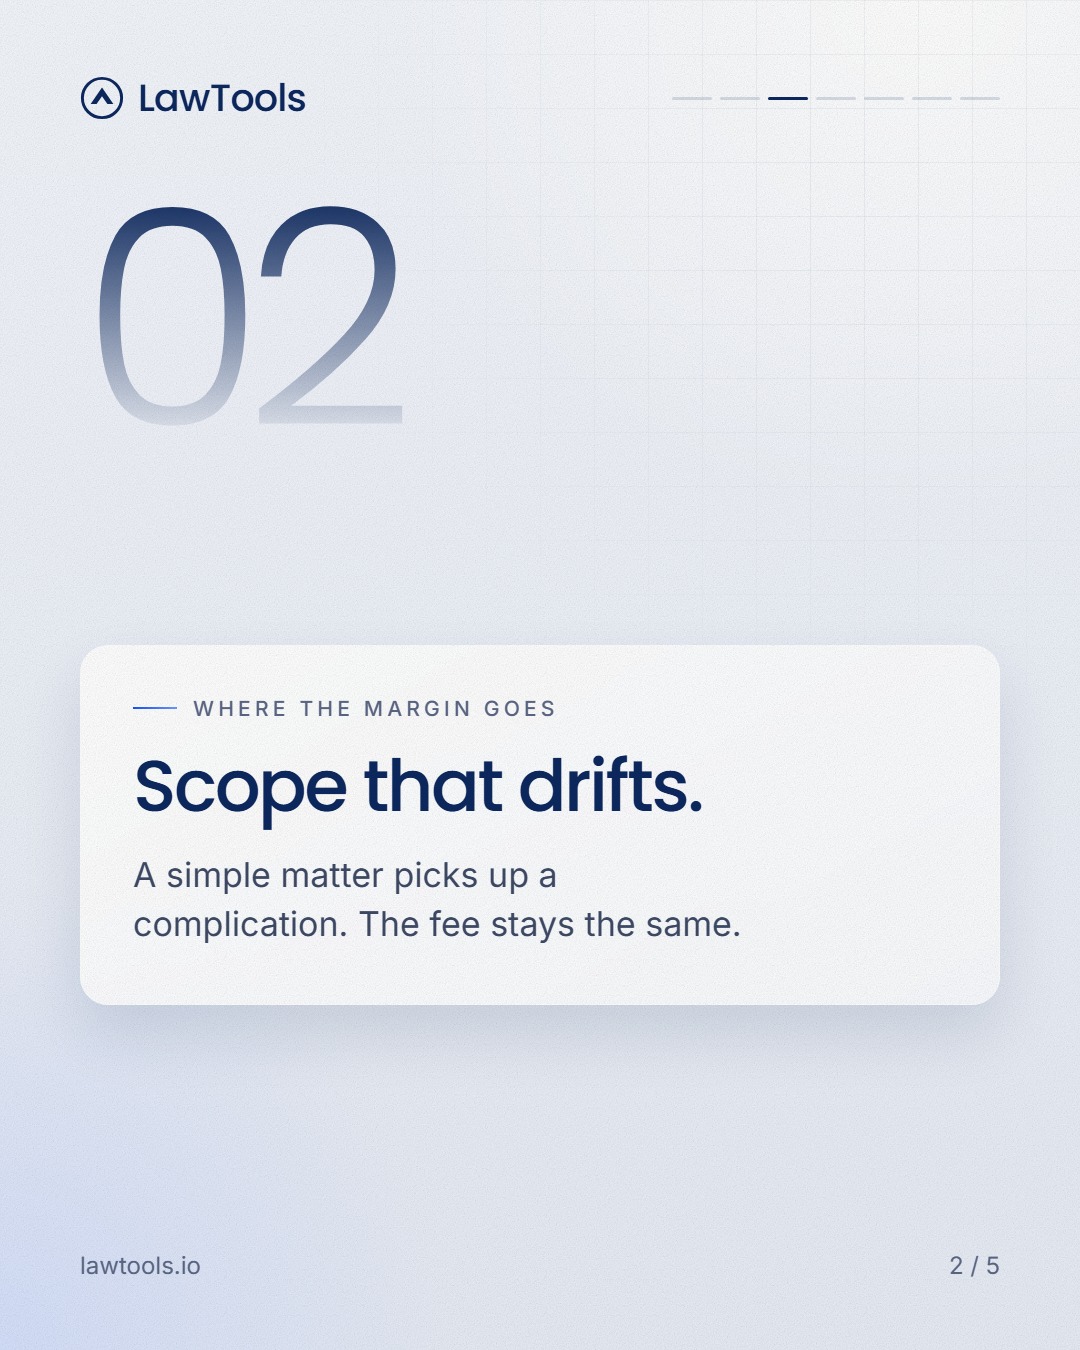 LawTools
02
WHERE THE MARGIN GOES
Scope that drifts.
A simple matter picks up a
complication. The fee stays the same.
lawtools.io
2 / 5